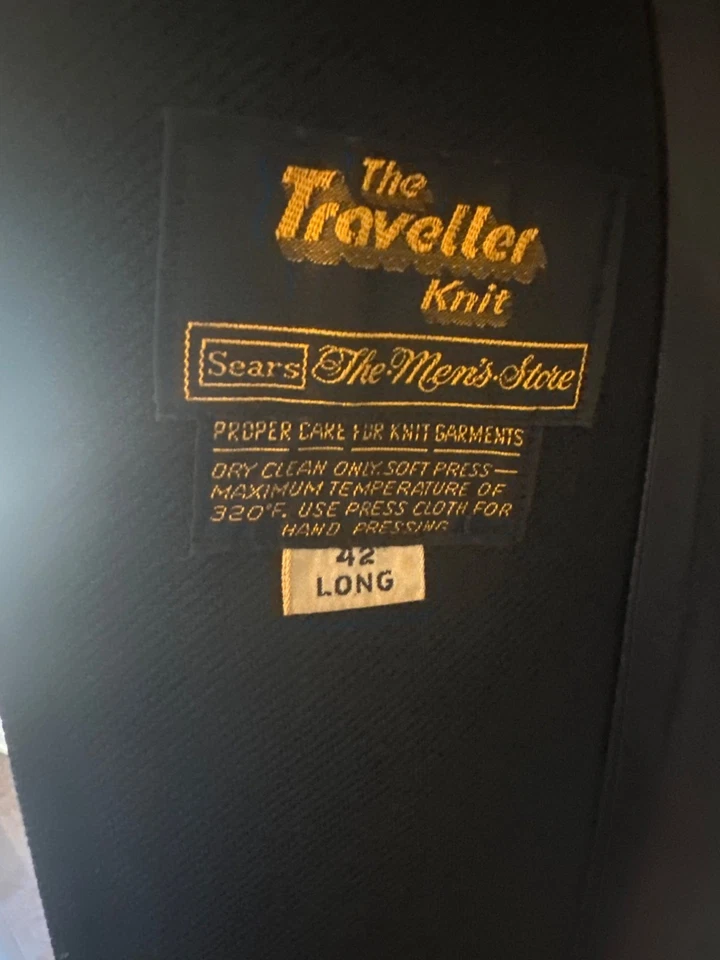 The
Traveller
Knit
Sears The·Men's·Store
PROPER CARE FOR KNIT GARMENTS
DRY CLEAN ONLY. SOFT PRESS—
MAXIMUM TEMPERATURE OF
320°F. USE PRESS CLOTH FOR
HAND PRESSING
42
LONG